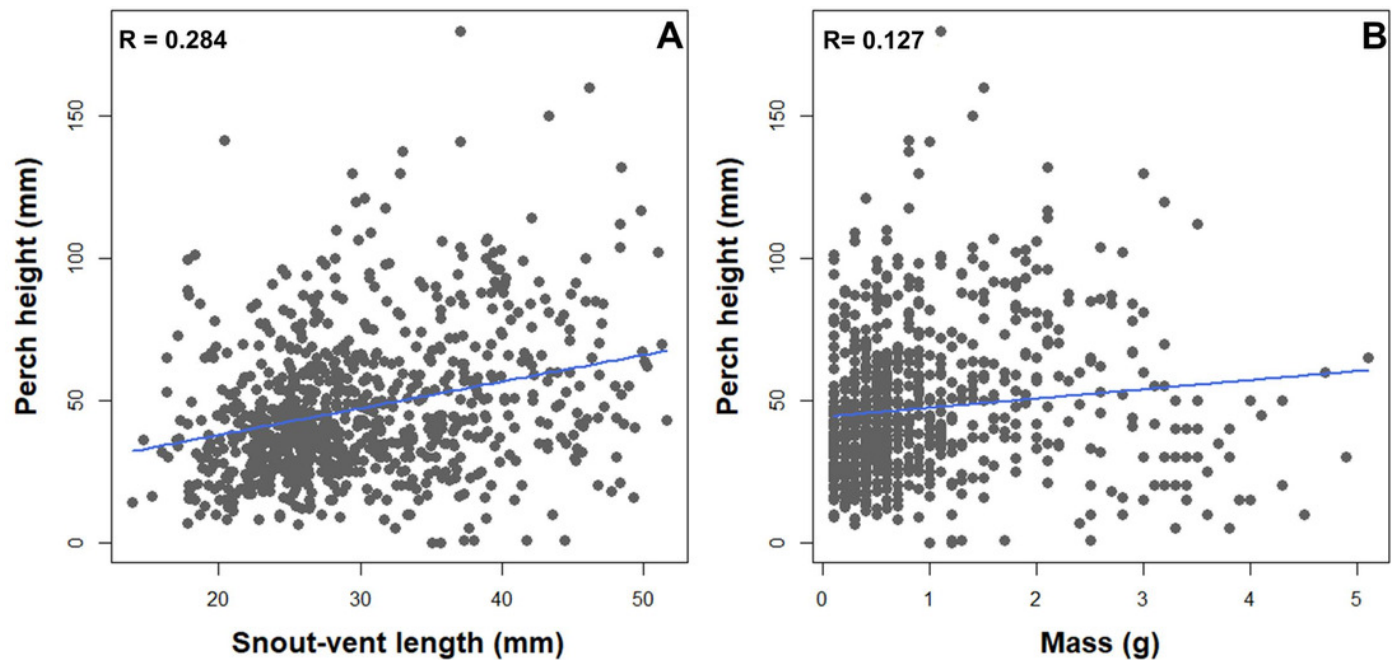 R = 0.284
A
Perch height (mm)
150
100
50
0
20
30
40
50
Snout-vent length (mm)
R= 0.127
B
Perch height (mm)
150
100
50
0
0
1
2
3
4
5
Mass (g)